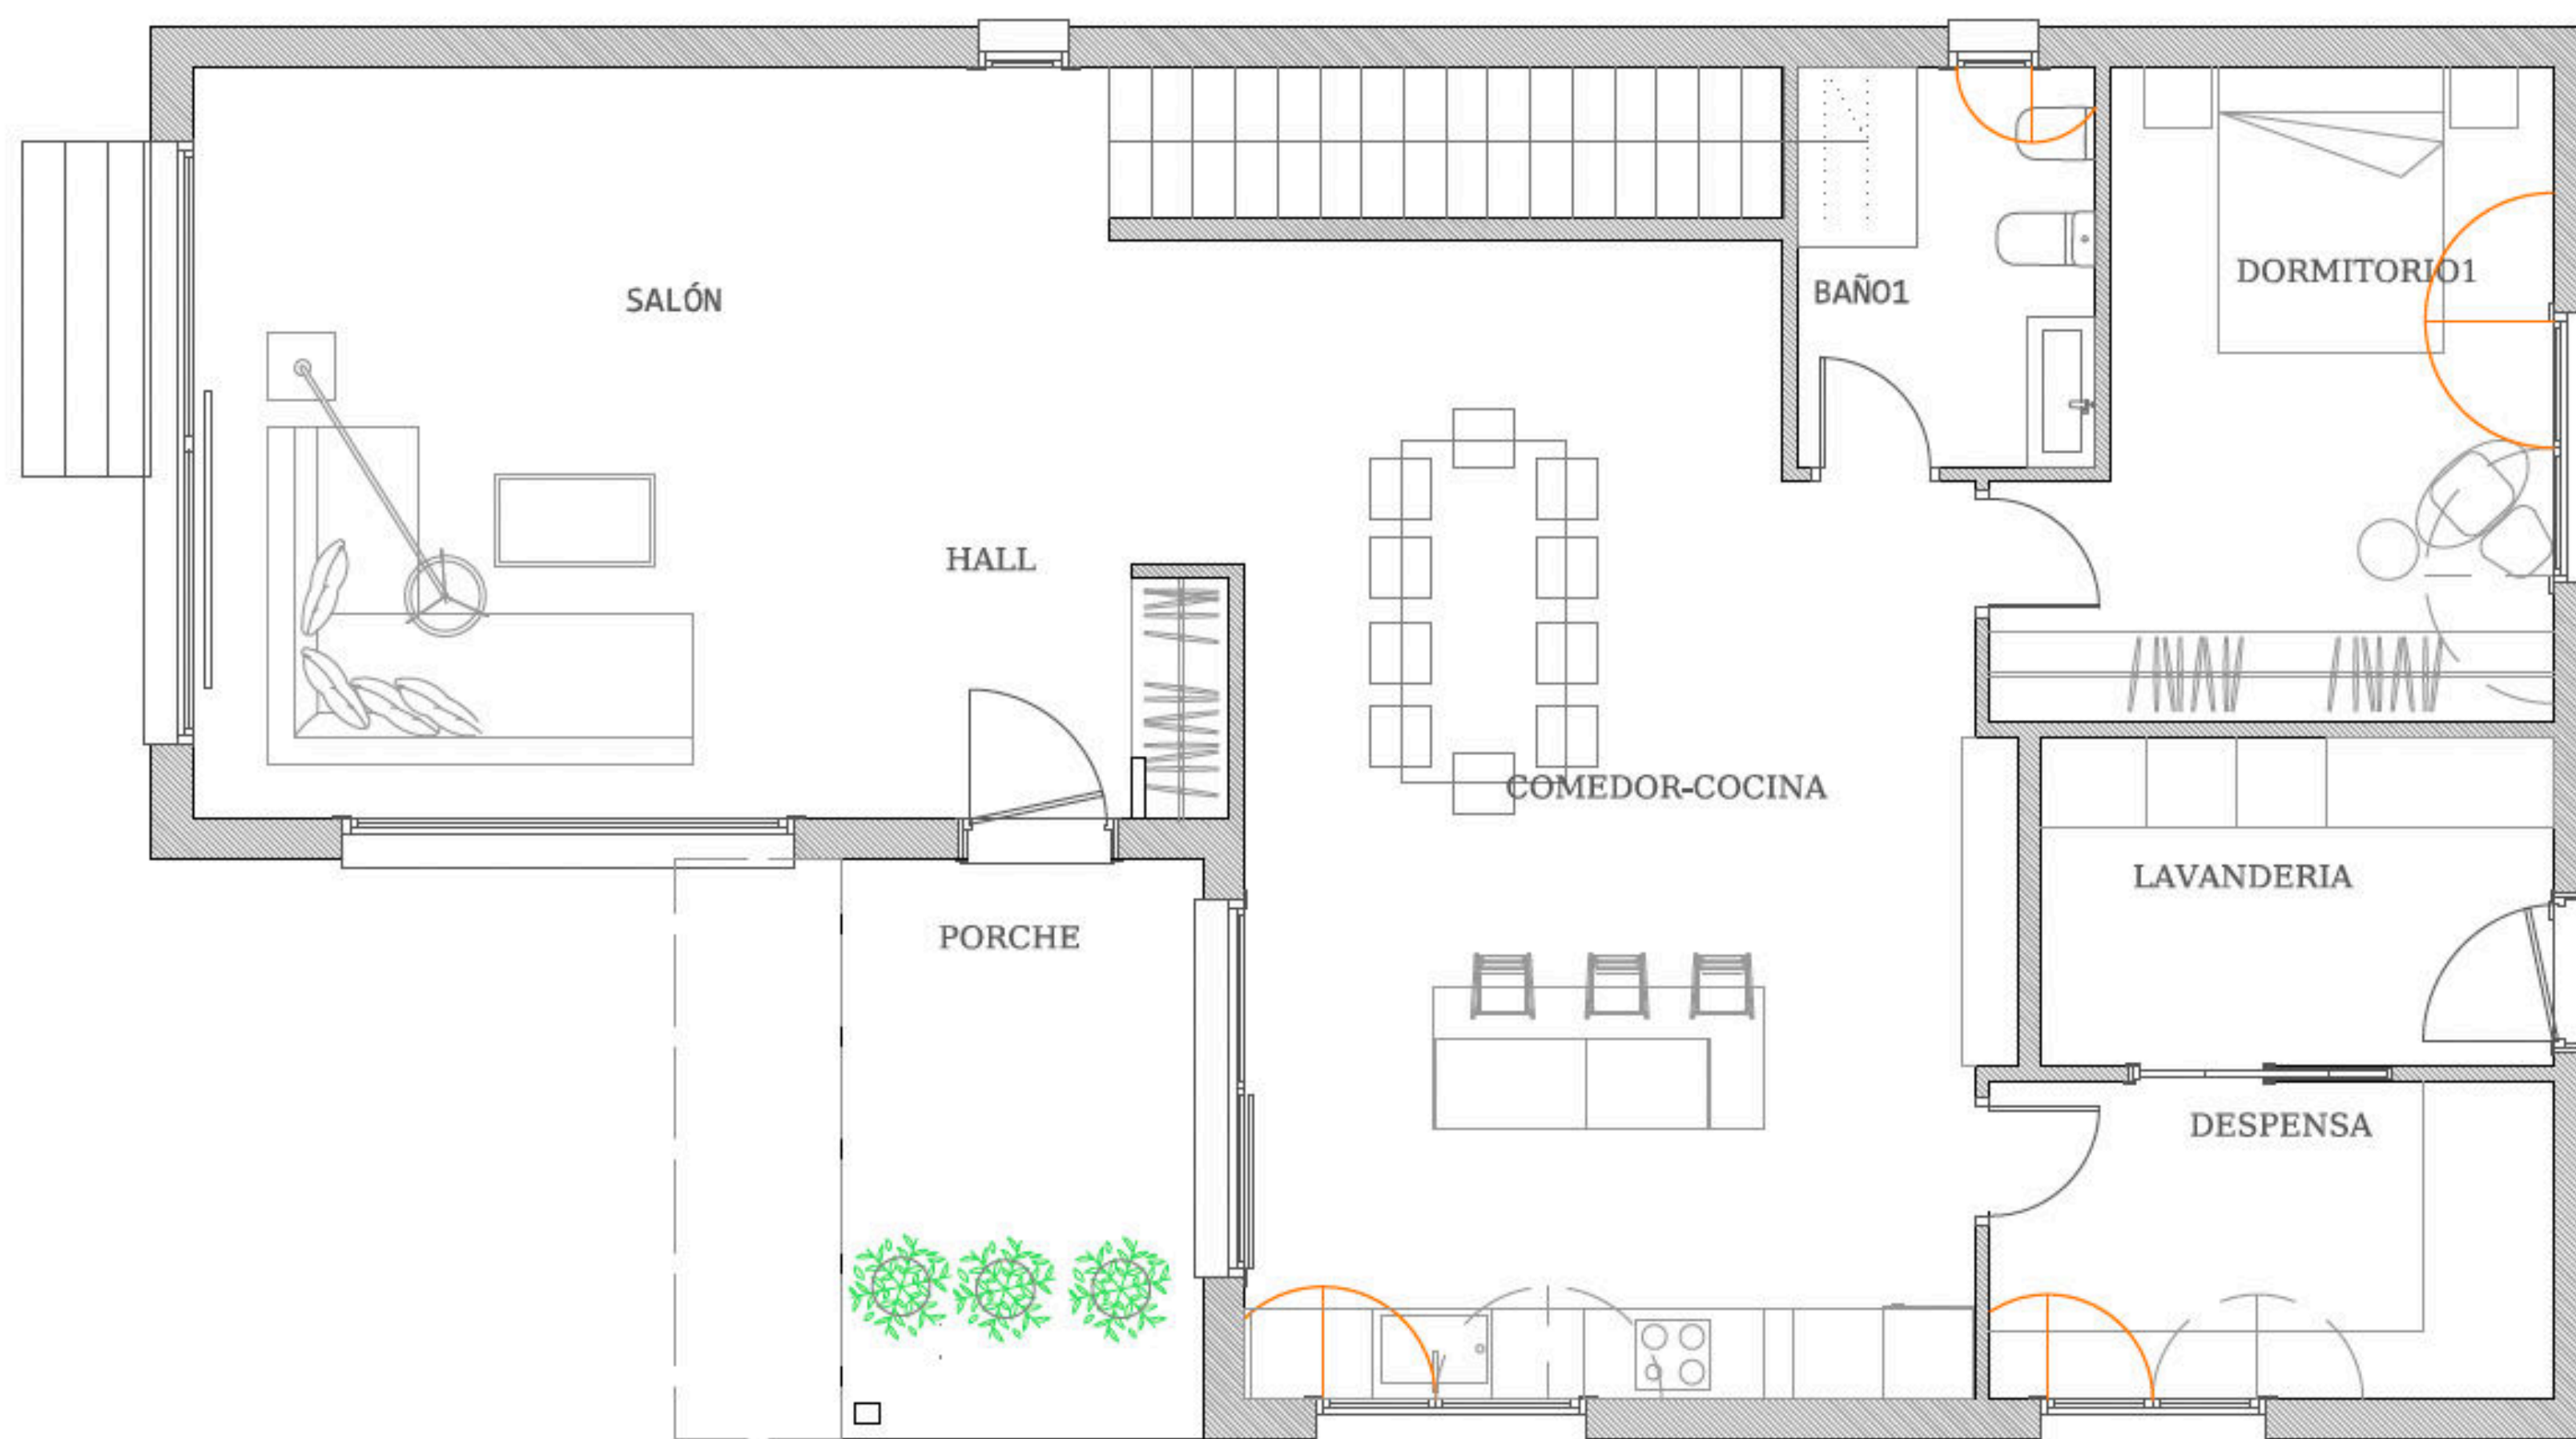 SALÓN
BAÑO1
DORMITORIO1
HALL
COMEDOR-COCINA
LAVANDERIA
PORCHE
DESPENSA